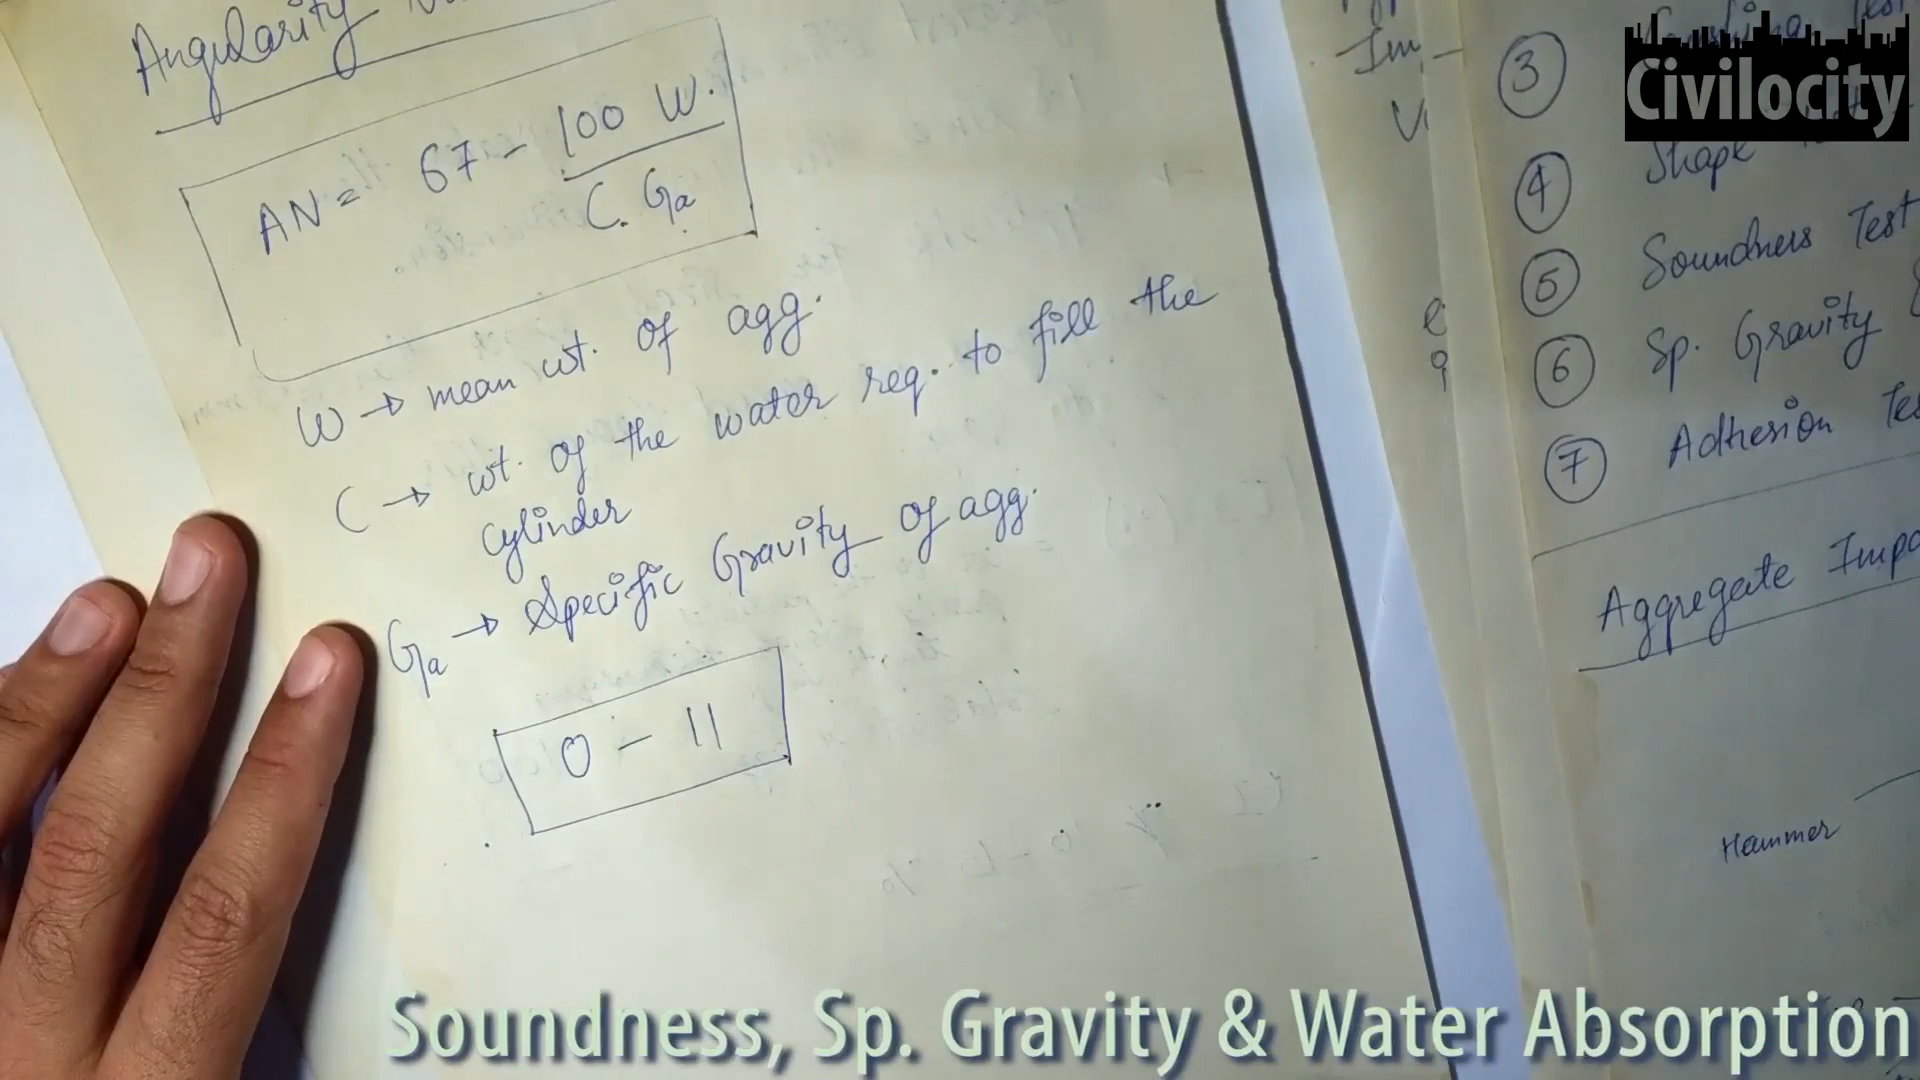 Angularity
AN = 67 - 100 W.
C. Ga
W → mean wt. of agg.
C → wt. of the water req. to fill the
cylinder
Ga → Specific Gravity of agg.
0 - 11
Im
③
④ Shape
⑤ Soundness Test
⑥ Sp. Gravity
⑦ Adhesion
Aggregate
Hammer
Civilocity
Soundness, Sp. Gravity & Water Absorption